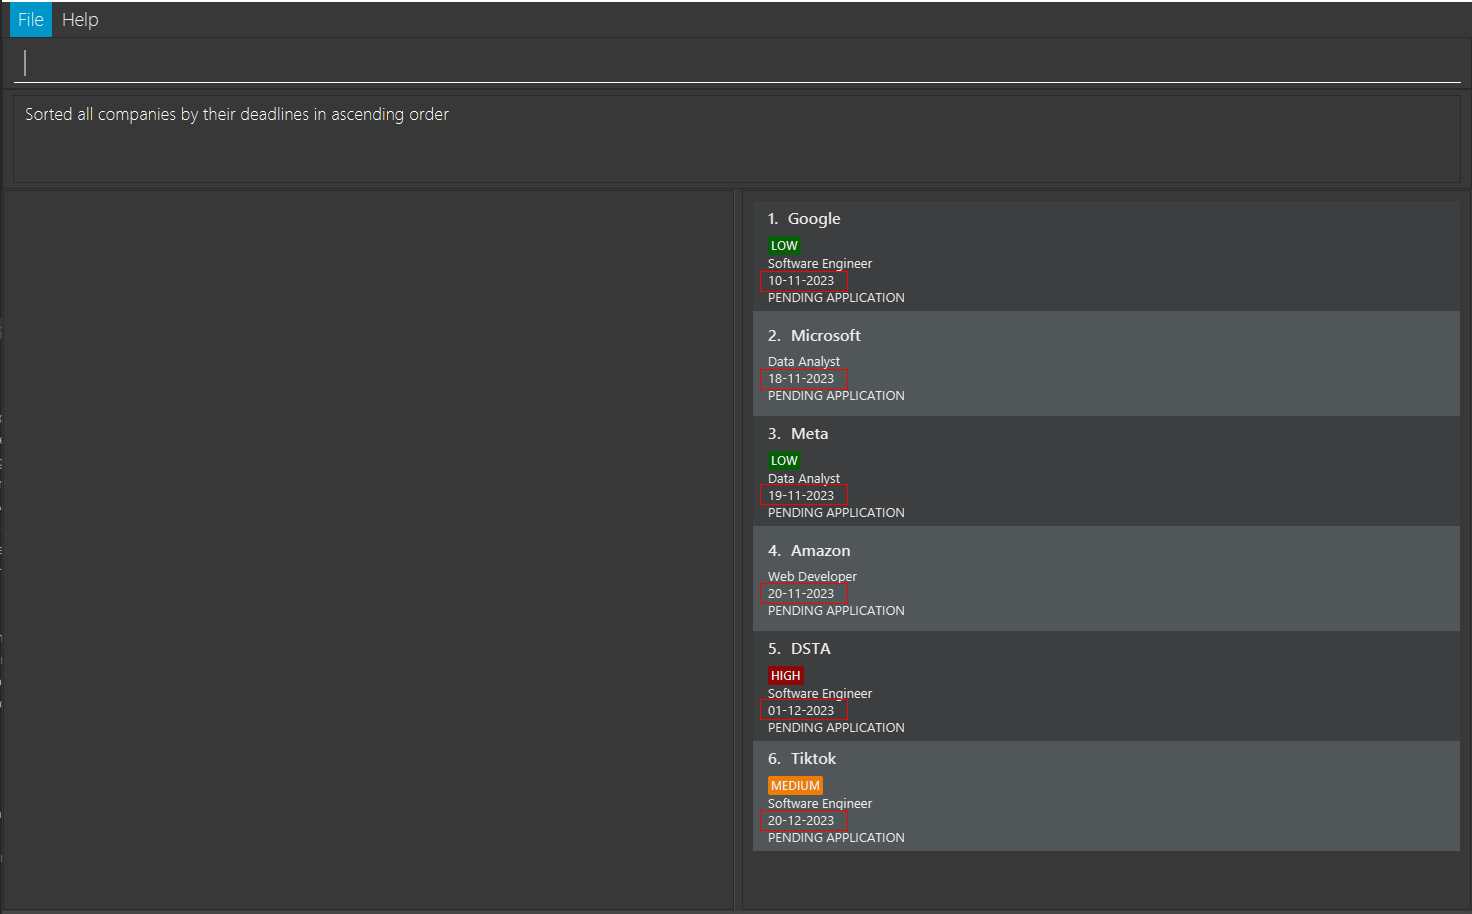 File Help
Sorted all companies by their deadlines in ascending order
1. Google
LOW
Software Engineer
10-11-2023
PENDING APPLICATION
2. Microsoft
Data Analyst
18-11-2023
PENDING APPLICATION
3. Meta
LOW
Data Analyst
19-11-2023
PENDING APPLICATION
4. Amazon
Web Developer
20-11-2023
PENDING APPLICATION
5. DSTA
HIGH
Software Engineer
01-12-2023
PENDING APPLICATION
6. Tiktok
MEDIUM
Software Engineer
20-12-2023
PENDING APPLICATION